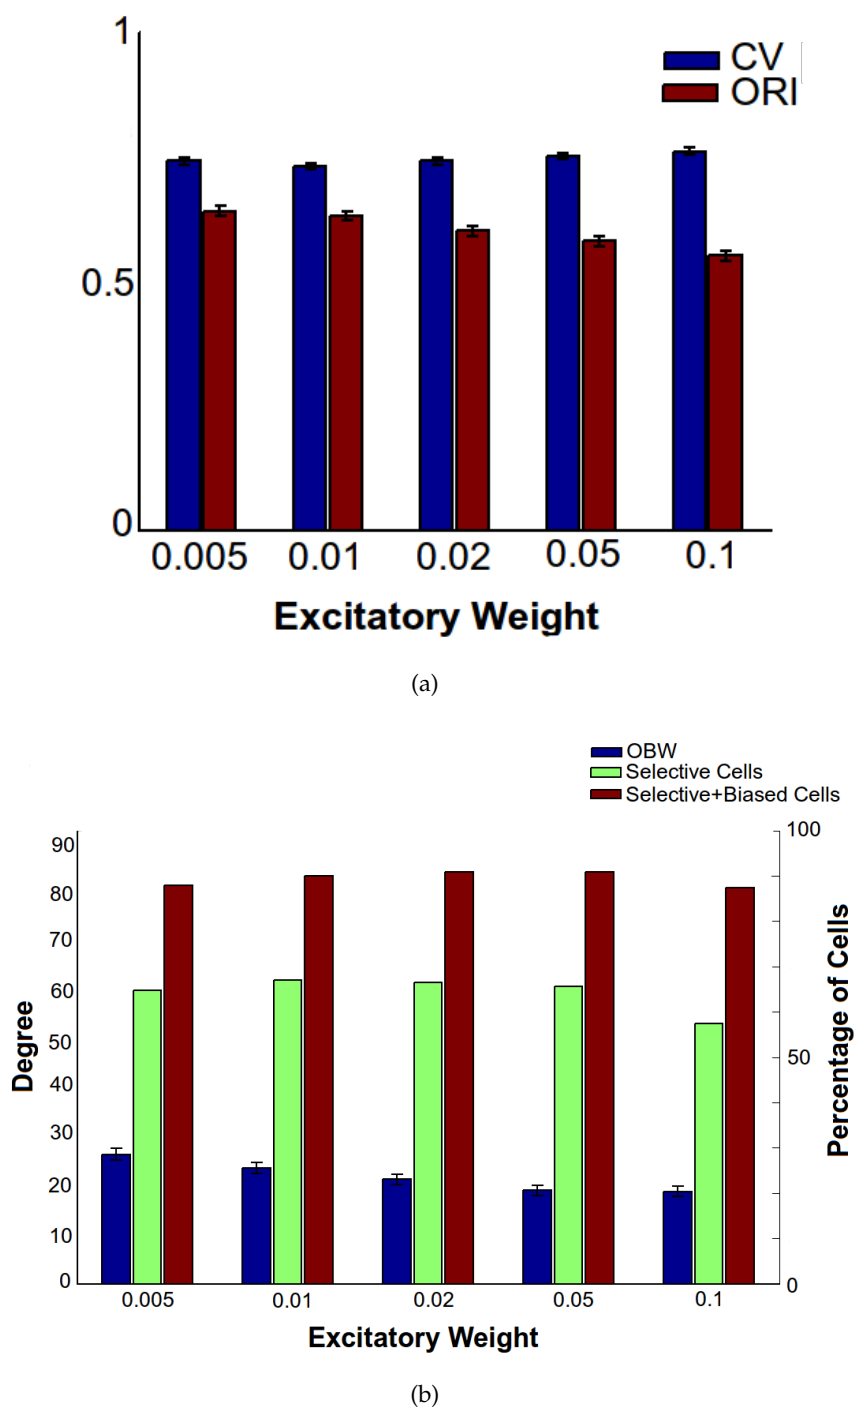 1
CV
ORI
0.5
0
0.005 0.01 0.02 0.05 0.1
Excitatory Weight
(a)
OBW
Selective Cells
Selective+Biased Cells
90
80
70
60
50
40
30
20
10
0
Degree
100
50
0
Percentage of Cells
0.005 0.01 0.02 0.05 0.1
Excitatory Weight
(b)